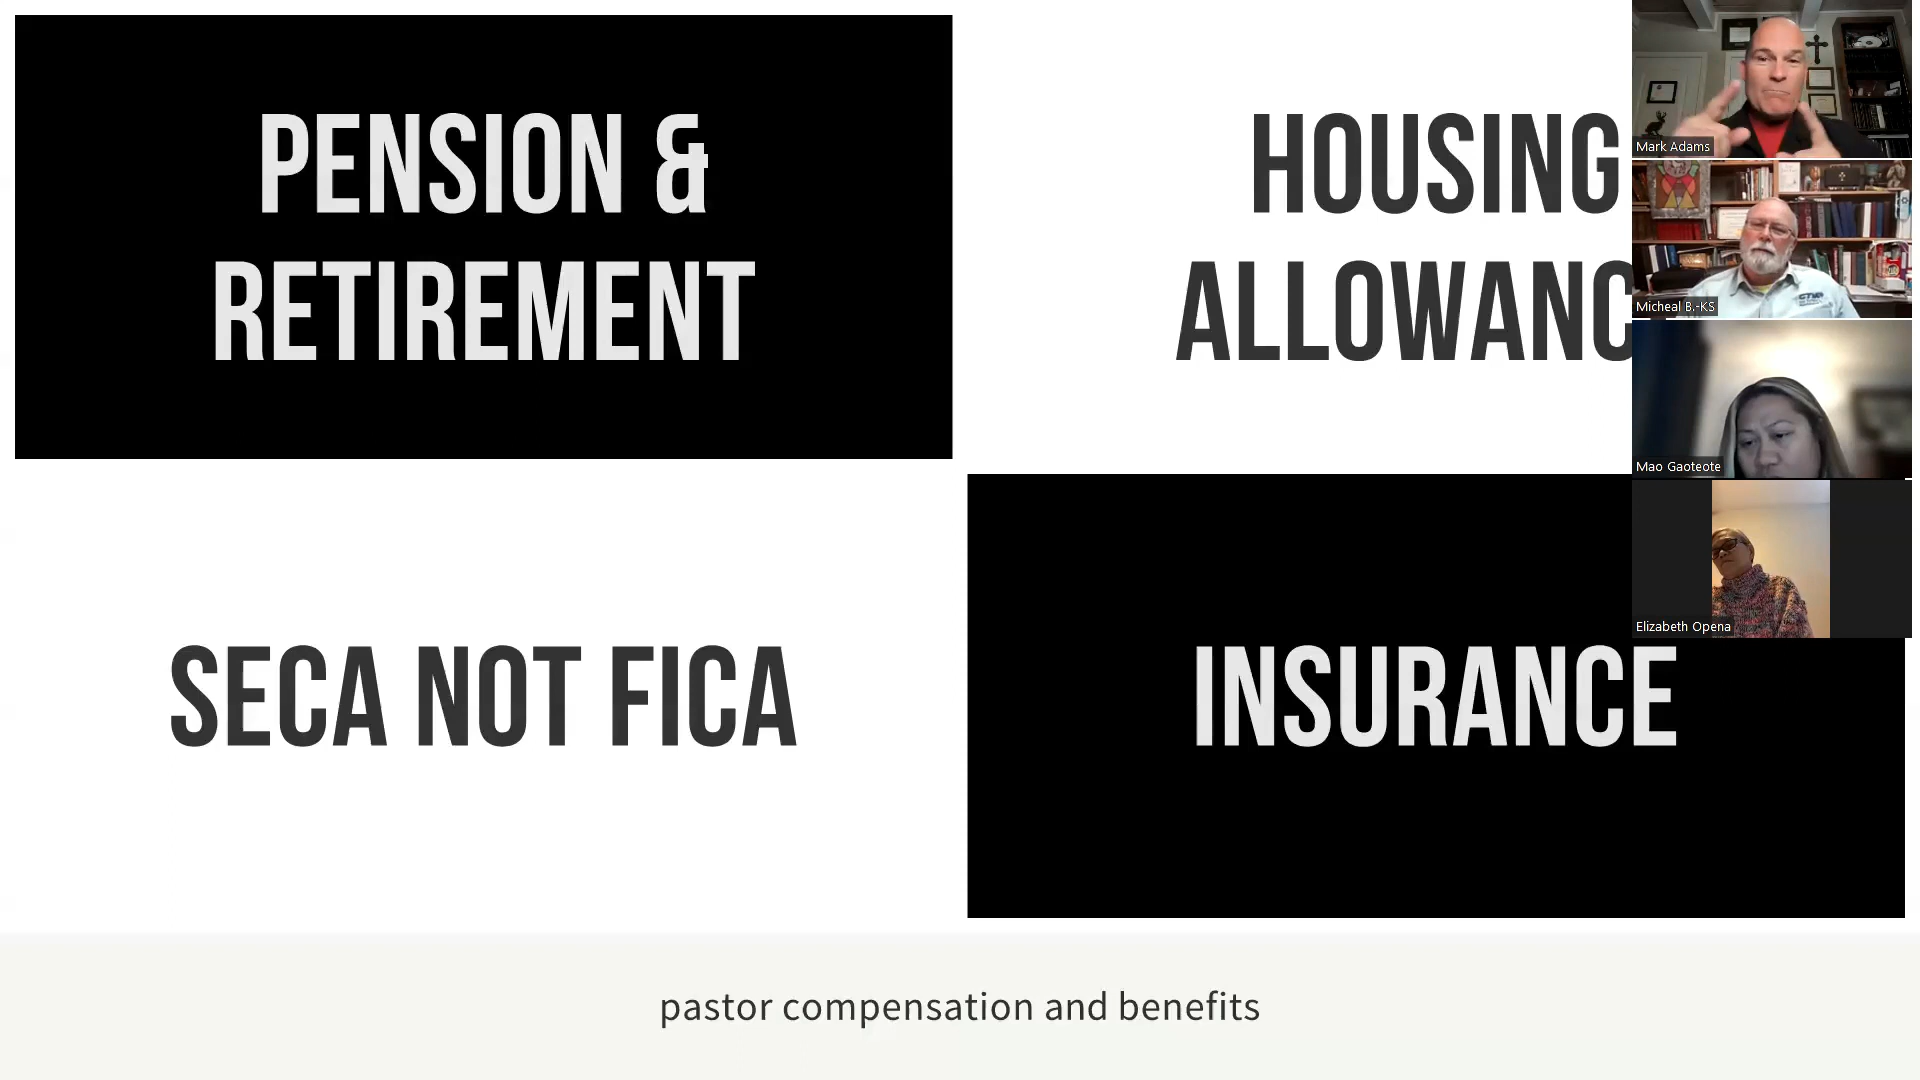 PENSION &
RETIREMENT
HOUSING
ALLOWANC
SECA NOT FICA
INSURANCE
pastor compensation and benefits
Mark Adams
Micheal B.-KS
Mao Gaoteote
Elizabeth Opena